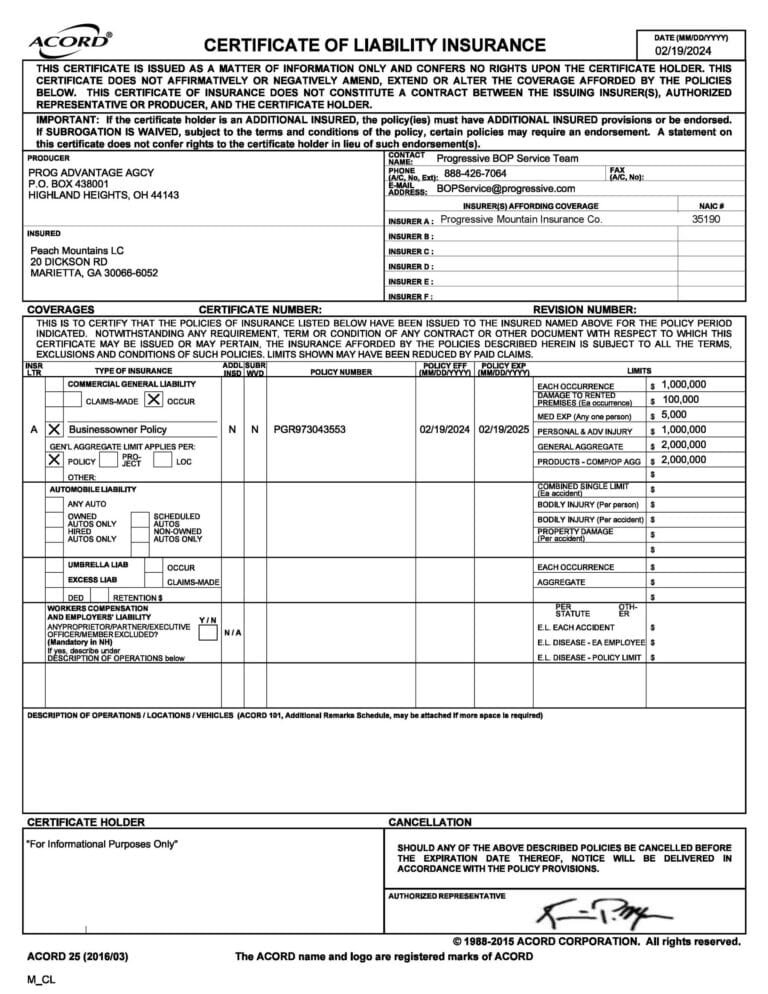 ACORD®
CERTIFICATE OF LIABILITY INSURANCE
DATE (MM/DD/YYYY)
02/19/2024
THIS CERTIFICATE IS ISSUED AS A MATTER OF INFORMATION ONLY AND CONFERS NO RIGHTS UPON THE CERTIFICATE HOLDER. THIS
CERTIFICATE DOES NOT AFFIRMATIVELY OR NEGATIVELY AMEND, EXTEND OR ALTER THE COVERAGE AFFORDED BY THE POLICIES
BELOW. THIS CERTIFICATE OF INSURANCE DOES NOT CONSTITUTE A CONTRACT BETWEEN THE ISSUING INSURER(S), AUTHORIZED
REPRESENTATIVE OR PRODUCER, AND THE CERTIFICATE HOLDER.
IMPORTANT: If the certificate holder is an ADDITIONAL INSURED, the policy(ies) must have ADDITIONAL INSURED provisions or be endorsed.
If SUBROGATION IS WAIVED, subject to the terms and conditions of the policy, certain policies may require an endorsement. A statement on
this certificate does not confer rights to the certificate holder in lieu of such endorsement(s).
PRODUCER
PROG ADVANTAGE AGCY
P.O. BOX 438001
HIGHLAND HEIGHTS, OH 44143
CONTACT NAME: Progressive BOP Service Team
PHONE (A/C, No, Ext): 888-426-7064
FAX (A/C, No):
E-MAIL ADDRESS: BOPService@progressive.com
INSURER(S) AFFORDING COVERAGE NAIC #
INSURER A : Progressive Mountain Insurance Co. 35190
INSURED
Peach Mountains LC
20 DICKSON RD
MARIETTA, GA 30066-6052
INSURER B :
INSURER C :
INSURER D :
INSURER E :
INSURER F :
COVERAGES CERTIFICATE NUMBER: REVISION NUMBER:
THIS IS TO CERTIFY THAT THE POLICIES OF INSURANCE LISTED BELOW HAVE BEEN ISSUED TO THE INSURED NAMED ABOVE FOR THE POLICY PERIOD
INDICATED. NOTWITHSTANDING ANY REQUIREMENT, TERM OR CONDITION OF ANY CONTRACT OR OTHER DOCUMENT WITH RESPECT TO WHICH THIS
CERTIFICATE MAY BE ISSUED OR MAY PERTAIN, THE INSURANCE AFFORDED BY THE POLICIES DESCRIBED HEREIN IS SUBJECT TO ALL THE TERMS,
EXCLUSIONS AND CONDITIONS OF SUCH POLICIES. LIMITS SHOWN MAY HAVE BEEN REDUCED BY PAID CLAIMS.
INSR LTR TYPE OF INSURANCE ADDL INSD SUBR WVD POLICY NUMBER POLICY EFF (MM/DD/YYYY) POLICY EXP (MM/DD/YYYY) LIMITS
COMMERCIAL GENERAL LIABILITY EACH OCCURRENCE $ 1,000,000
CLAIMS-MADE X OCCUR DAMAGE TO RENTED PREMISES (Ea occurrence) $ 100,000
MED EXP (Any one person) $ 5,000
A X Businessowner Policy N N PGR973043553 02/19/2024 02/19/2025 PERSONAL & ADV INJURY $ 1,000,000
GEN'L AGGREGATE LIMIT APPLIES PER: GENERAL AGGREGATE $ 2,000,000
X POLICY PRO-JECT LOC PRODUCTS - COMP/OP AGG $ 2,000,000
OTHER: $
AUTOMOBILE LIABILITY COMBINED SINGLE LIMIT (Ea accident) $
ANY AUTO BODILY INJURY (Per person) $
OWNED AUTOS ONLY SCHEDULED AUTOS BODILY INJURY (Per accident) $
HIRED AUTOS ONLY NON-OWNED AUTOS ONLY PROPERTY DAMAGE (Per accident) $
$
UMBRELLA LIAB OCCUR EACH OCCURRENCE $
EXCESS LIAB CLAIMS-MADE AGGREGATE $
DED RETENTION $ $
WORKERS COMPENSATION PER STATUTE OTH-ER
AND EMPLOYERS' LIABILITY Y / N
ANYPROPRIETOR/PARTNER/EXECUTIVE E.L. EACH ACCIDENT $
OFFICER/MEMBER EXCLUDED? N / A
(Mandatory in NH) E.L. DISEASE - EA EMPLOYEE $
If yes, describe under
DESCRIPTION OF OPERATIONS below E.L. DISEASE - POLICY LIMIT $
DESCRIPTION OF OPERATIONS / LOCATIONS / VEHICLES (ACORD 101, Additional Remarks Schedule, may be attached if more space is required)
CERTIFICATE HOLDER
"For Informational Purposes Only"
CANCELLATION
SHOULD ANY OF THE ABOVE DESCRIBED POLICIES BE CANCELLED BEFORE
THE EXPIRATION DATE THEREOF, NOTICE WILL BE DELIVERED IN
ACCORDANCE WITH THE POLICY PROVISIONS.
AUTHORIZED REPRESENTATIVE
© 1988-2015 ACORD CORPORATION. All rights reserved.
ACORD 25 (2016/03) The ACORD name and logo are registered marks of ACORD
M_CL